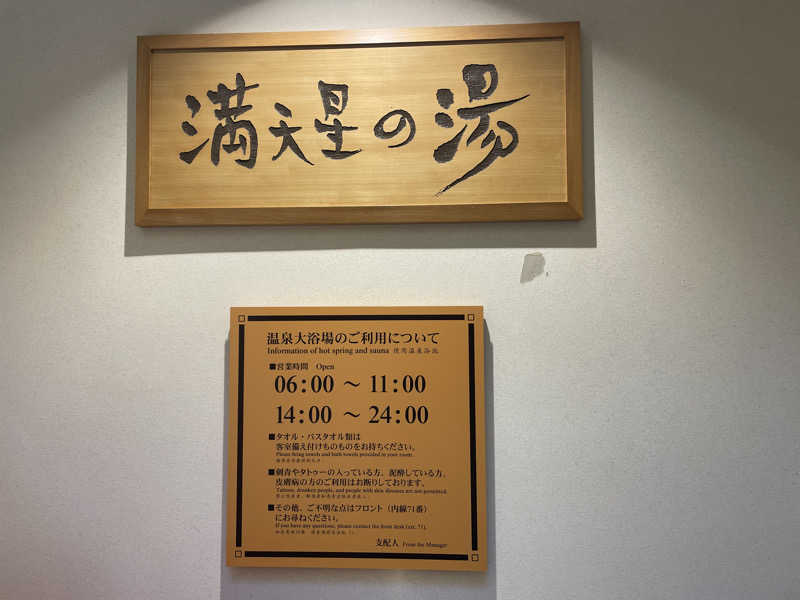 満天星の湯
温泉大浴場のご利用について
Information of hot spring and sauna 使用温泉浴池
■営業時間 Open
06:00 ～ 11:00
14:00 ～ 24:00
■タオル・バスタオル類は
客室備え付けものものをお持ちください。
Please bring towels and bath towels provided in your room.
■刺青やタトゥーの入っている方、泥酔している方、
皮膚病の方のご利用はお断りしております。
Tattoos, drunken people, and people with skin diseases are not permitted.
■その他、ご不明な点はフロント（内線71番）
にお尋ねください。
If you have any questions, please contact the front desk (ext. 71).
支配人 From the Manager